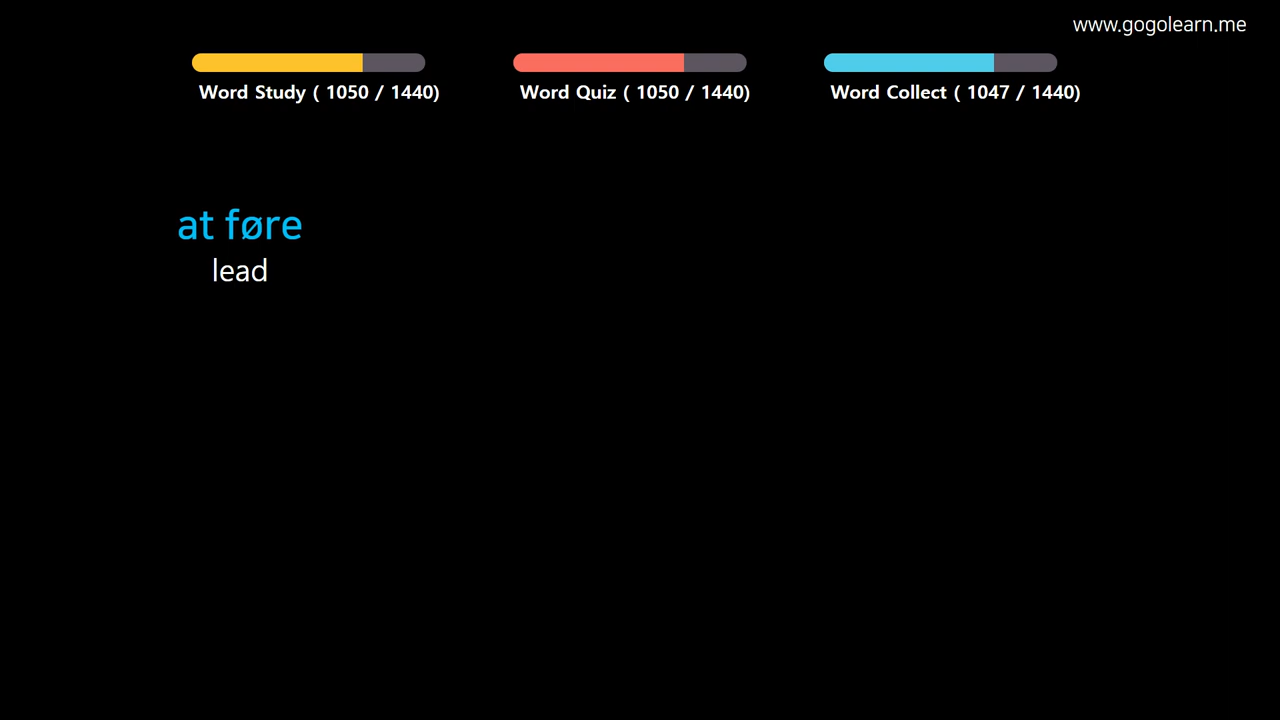 www.gogolearn.me
Word Study ( 1050 / 1440)
Word Quiz ( 1050 / 1440)
Word Collect ( 1047 / 1440)
at føre
lead